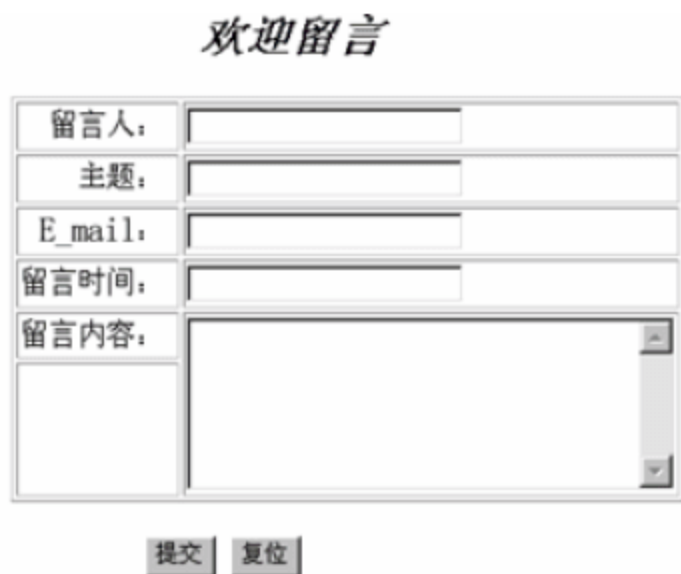 欢迎留言
留言人：
主题：
E_mail：
留言时间：
留言内容：
提交 复位